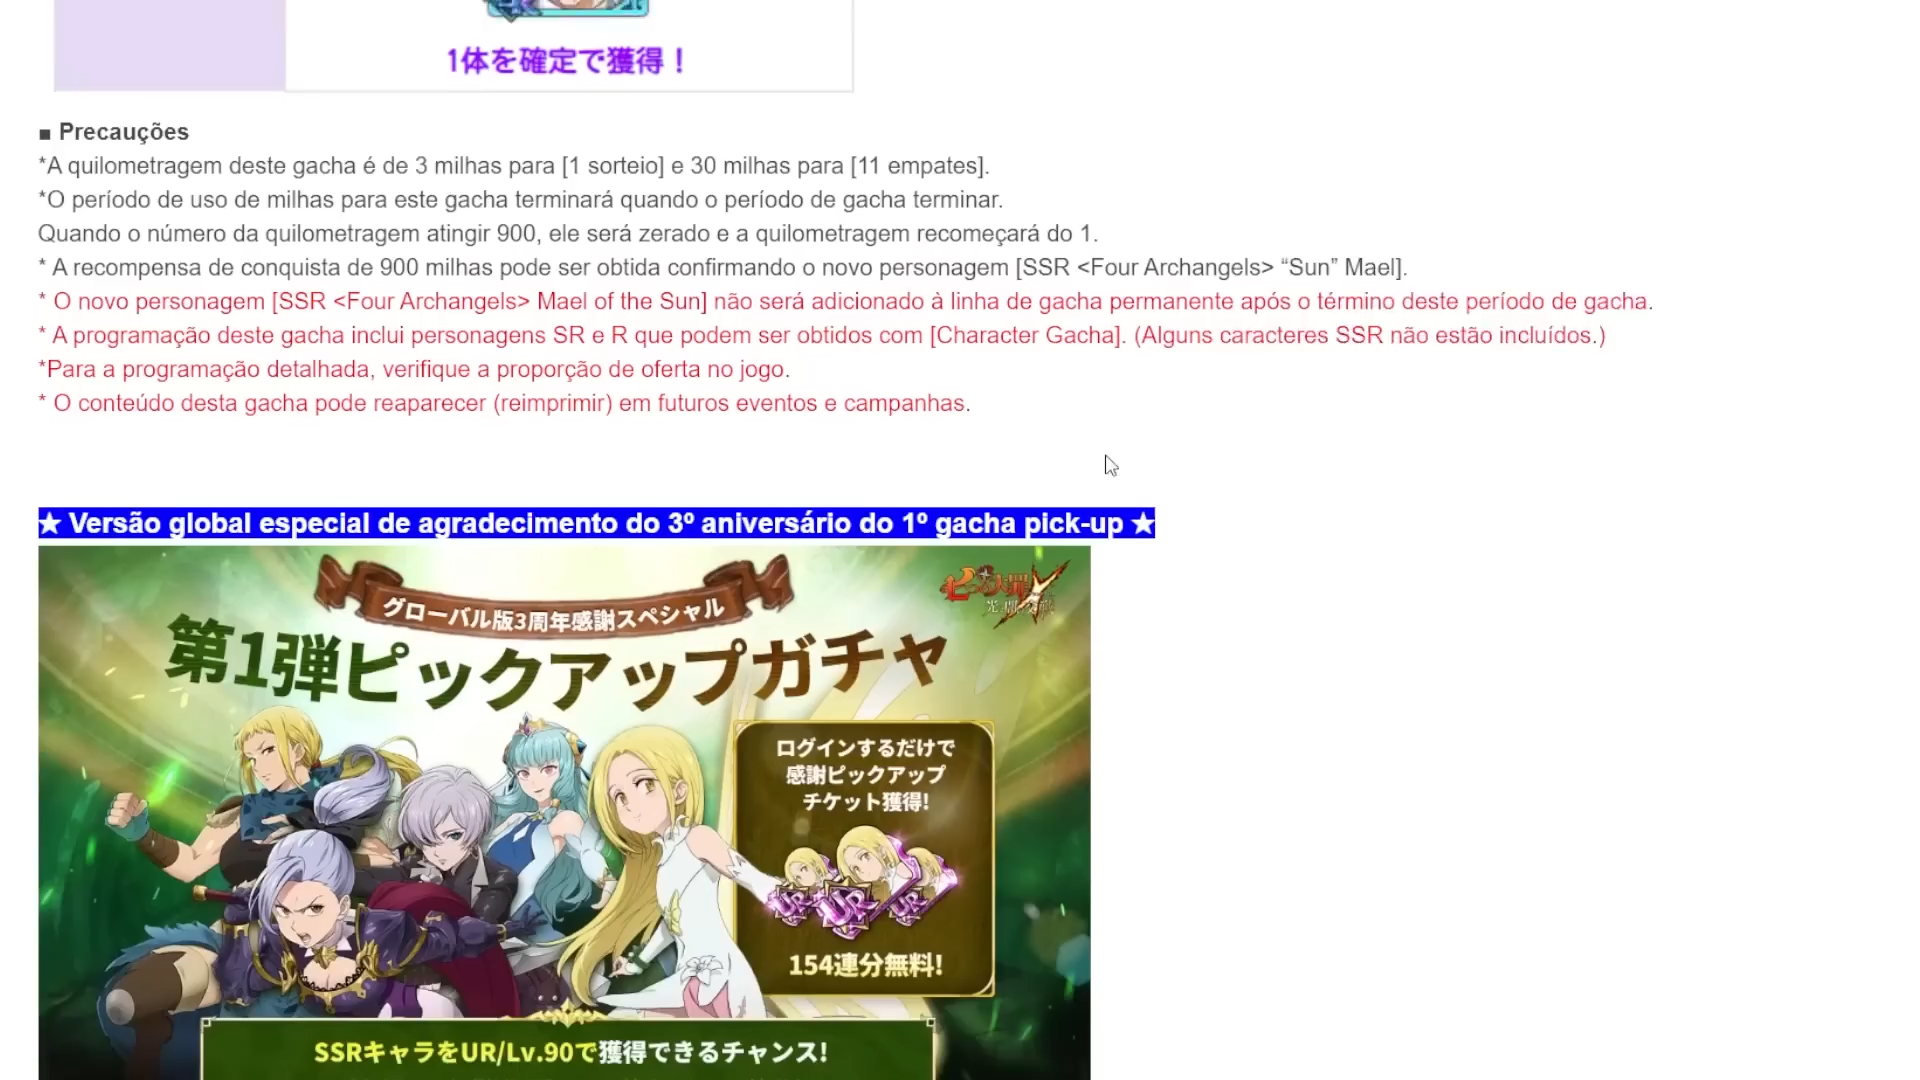 1体を確定で獲得！
■ Precauções
*A quilometragem deste gacha é de 3 milhas para [1 sorteio] e 30 milhas para [11 empates].
*O período de uso de milhas para este gacha terminará quando o período de gacha terminar.
Quando o número da quilometragem atingir 900, ele será zerado e a quilometragem recomeçará do 1.
* A recompensa de conquista de 900 milhas pode ser obtida confirmando o novo personagem [SSR <Four Archangels> “Sun” Mael].
* O novo personagem [SSR <Four Archangels> Mael of the Sun] não será adicionado à linha de gacha permanente após o término deste período de gacha.
* A programação deste gacha inclui personagens SR e R que podem ser obtidos com [Character Gacha]. (Alguns caracteres SSR não estão incluídos.)
*Para a programação detalhada, verifique a proporção de oferta no jogo.
* O conteúdo desta gacha pode reaparecer (reimprimir) em futuros eventos e campanhas.
★ Versão global especial de agradecimento do 3º aniversário do 1º gacha pick-up ★
グローバル版3周年感謝スペシャル
第1弾ピックアップガチャ
七つの大罪
ログインするだけで
感謝ピックアップ
チケット獲得!
UR UR UR
154連分無料!
SSRキャラをUR/Lv.90で獲得できるチャンス!